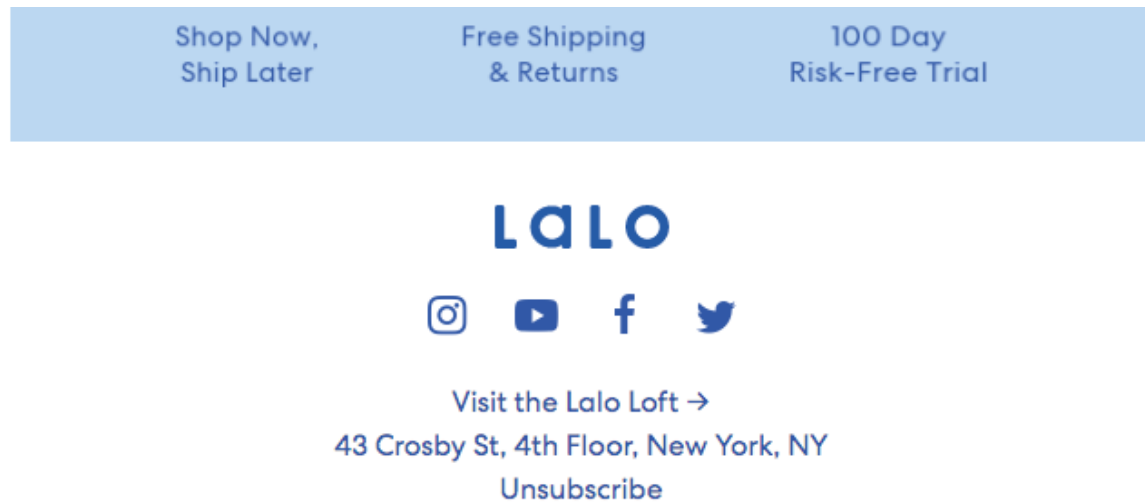 Shop Now,
Ship Later
Free Shipping
& Returns
100 Day
Risk-Free Trial
LaLO
Visit the Lalo Loft →
43 Crosby St, 4th Floor, New York, NY
Unsubscribe